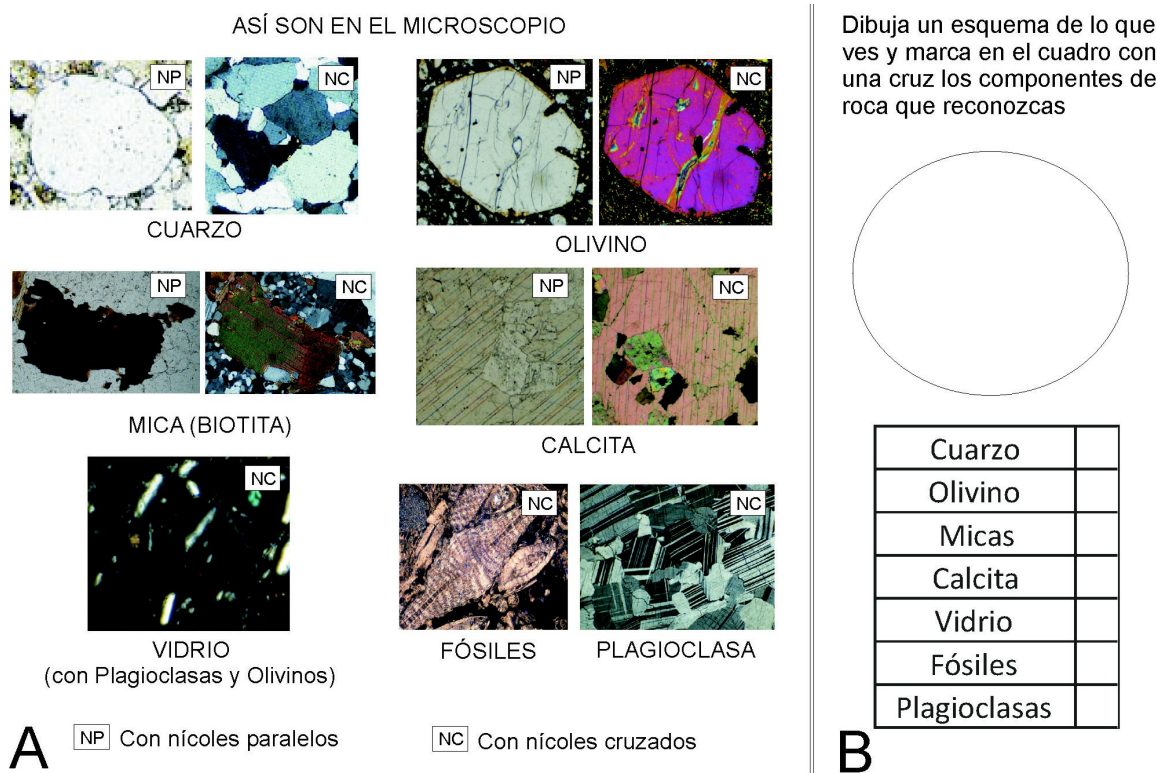 ASÍ SON EN EL MICROSCOPIO
NP
NC
CUARZO
NP
NC
OLIVINO
NP
NC
MICA (BIOTITA)
NP
NC
CALCITA
NC
VIDRIO
(con Plagioclasas y Olivinos)
NC
FÓSILES
NC
PLAGIOCLASA
A
NP Con nícoles paralelos
NC Con nícoles cruzados
Dibuja un esquema de lo que
ves y marca en el cuadro con
una cruz los componentes de
roca que reconozcas
Cuarzo
Olivino
Micas
Calcita
Vidrio
Fósiles
Plagioclasas
B